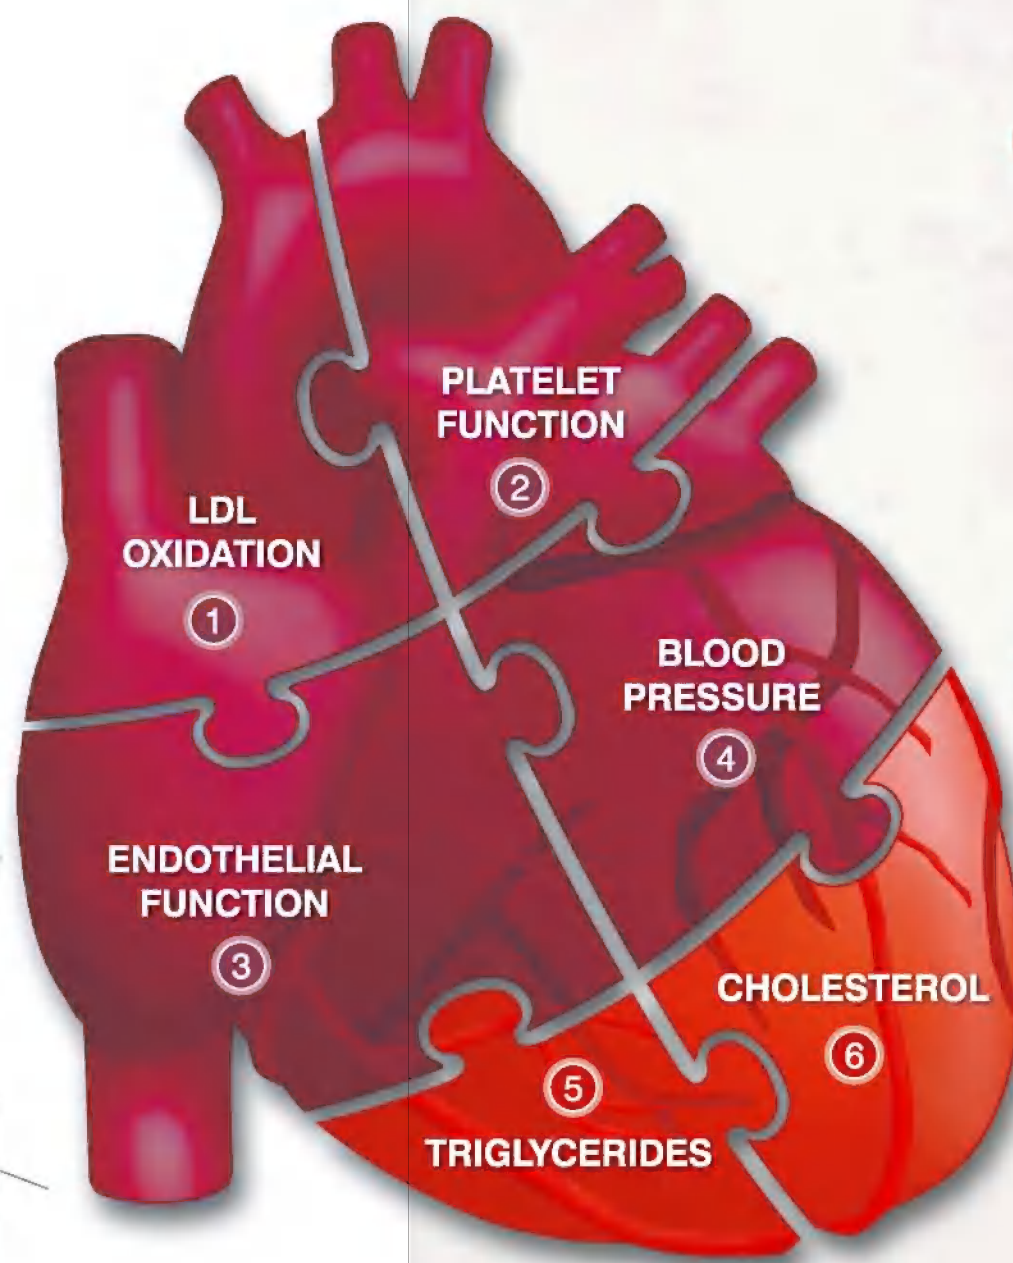 LDL
OXIDATION
1
PLATELET
FUNCTION
2
ENDOTHELIAL
FUNCTION
3
BLOOD
PRESSURE
4
5
TRIGLYCERIDES
CHOLESTEROL
6